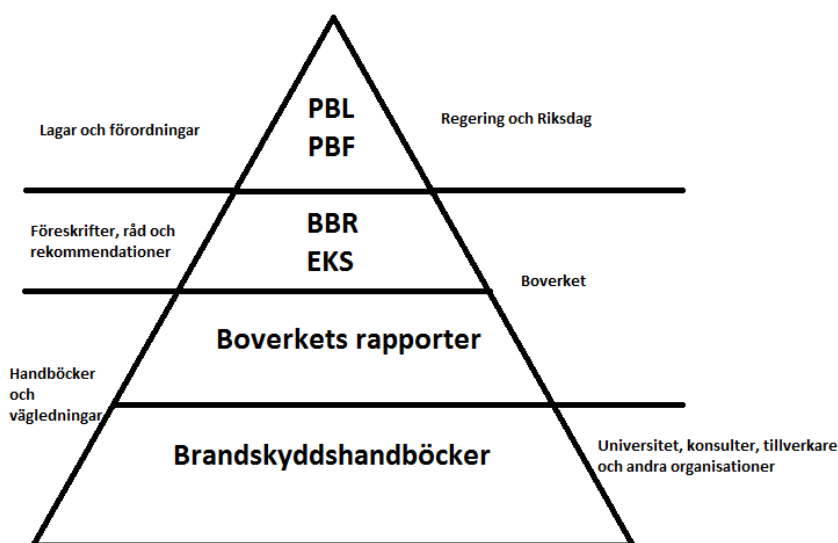 PBL
PBF
Lagar och förordningar
Regering och Riksdag
BBR
EKS
Föreskrifter, råd och
rekommendationer
Boverket
Boverkets rapporter
Handböcker
och
vägledningar
Brandskyddshandböcker
Universitet, konsulter, tillverkare
och andra organisationer